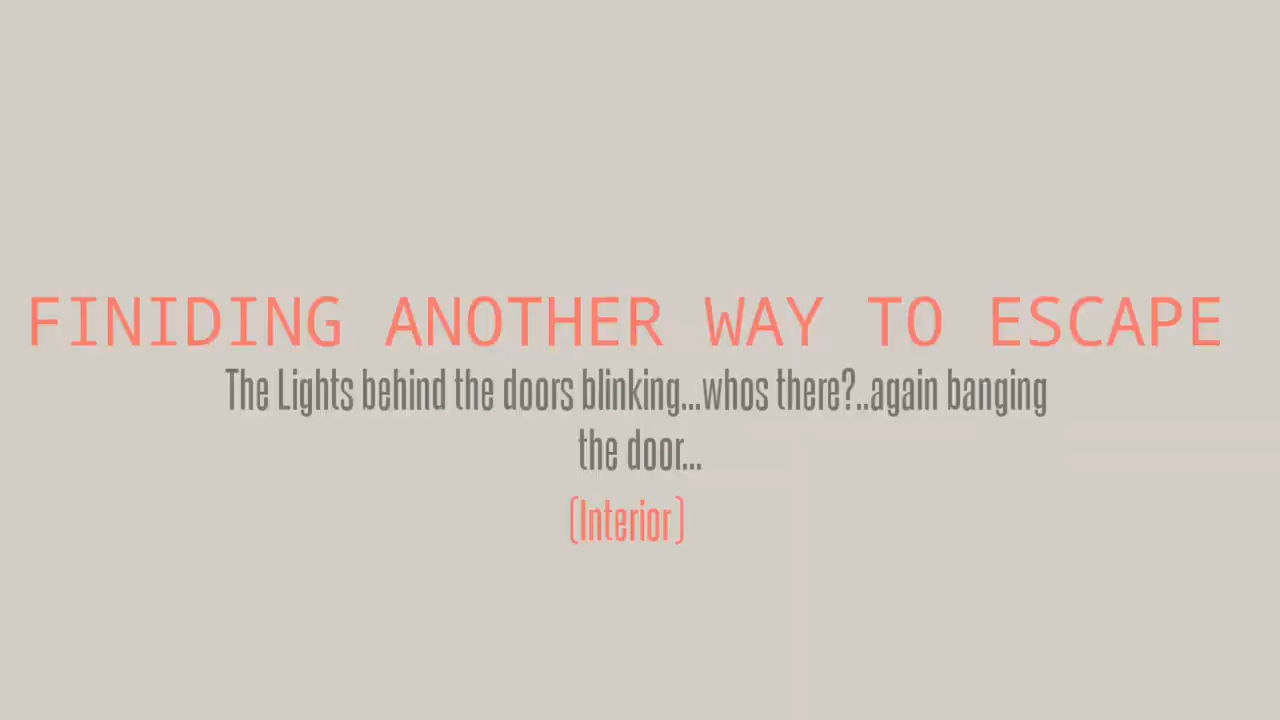 FINIDING ANOTHER WAY TO ESCAPE
The Lights behind the doors blinking...whos there?..again banging
the door...
(Interior)